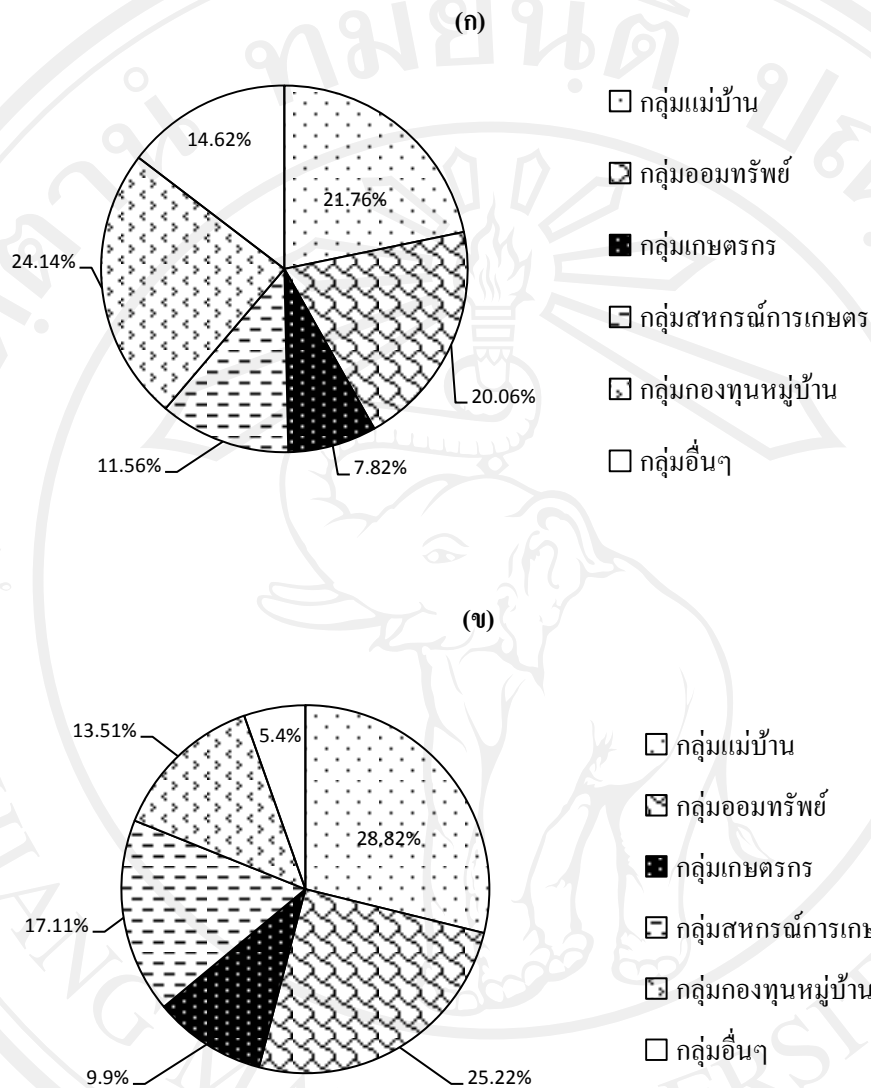 (ก)
14.62%
21.76%
24.14%
20.06%
11.56%
7.82%
กลุ่มแม่บ้าน
กลุ่มออมทรัพย์
กลุ่มเกษตรกร
กลุ่มสหกรณ์การเกษตร
กลุ่มกองทุนหมู่บ้าน
กลุ่มอื่นๆ
(ข)
13.51%
5.4%
28,82%
17.11%
9.9%
25.22%
กลุ่มแม่บ้าน
กลุ่มออมทรัพย์
กลุ่มเกษตรกร
กลุ่มสหกรณ์การเกษ
กลุ่มกองทุนหมู่บ้าน
กลุ่มอื่นๆ